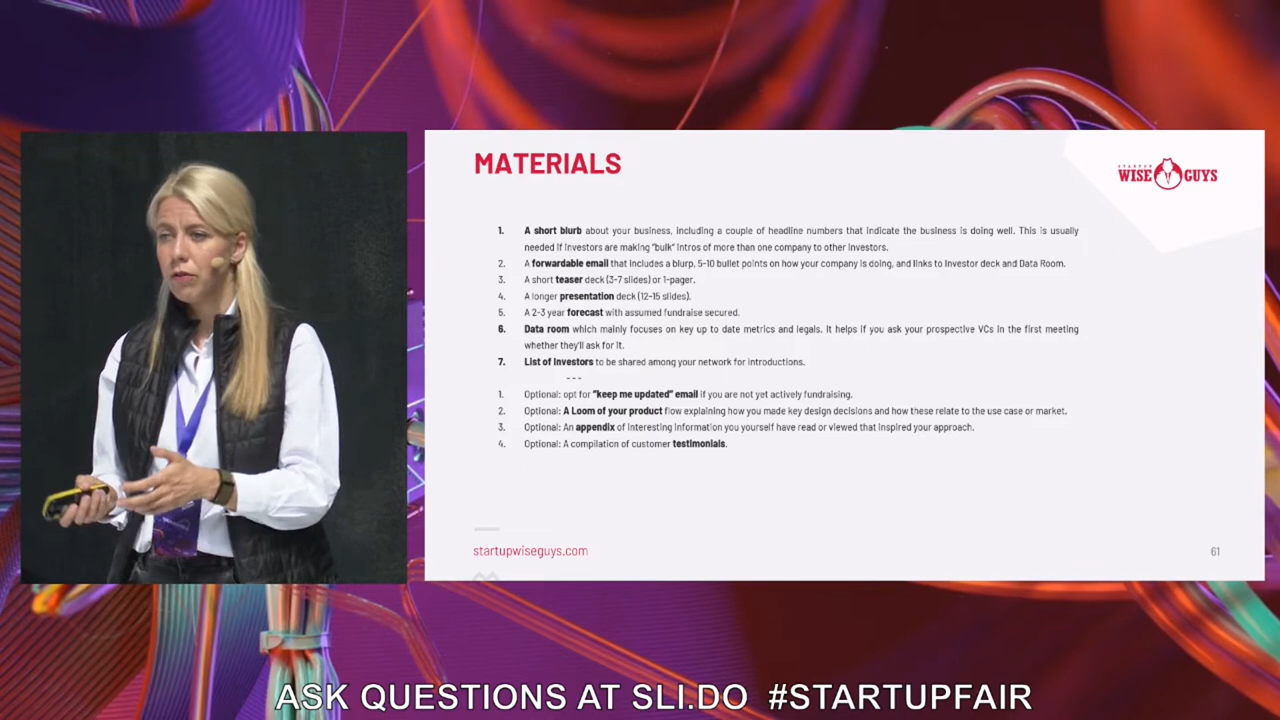 MATERIALS
STARTUP
WISE GUYS
1. A short blurb about your business, including a couple of headline numbers that indicate the business is doing well. This is usually
needed if investors are making "bulk" intros of more than one company to other investors.
2. A forwardable email that includes a blurp, 5-10 bullet points on how your company is doing, and links to Investor deck and Data Room.
3. A short teaser deck (3-7 slides) or 1-pager.
4. A longer presentation deck (12-15 slides).
5. A 2-3 year forecast with assumed fundraise secured.
6. Data room which mainly focuses on key up to date metrics and legals. It helps if you ask your prospective VCs in the first meeting
whether they'll ask for it.
7. List of Investors to be shared among your network for introductions.
---
1. Optional: opt for "keep me updated" email if you are not yet actively fundraising.
2. Optional: A Loom of your product flow explaining how you made key design decisions and how these relate to the use case or market.
3. Optional: An appendix of interesting information you yourself have read or viewed that inspired your approach.
4. Optional: A compilation of customer testimonials.
startupwiseguys.com
61
ASK QUESTIONS AT SLI.DO #STARTUPFAIR